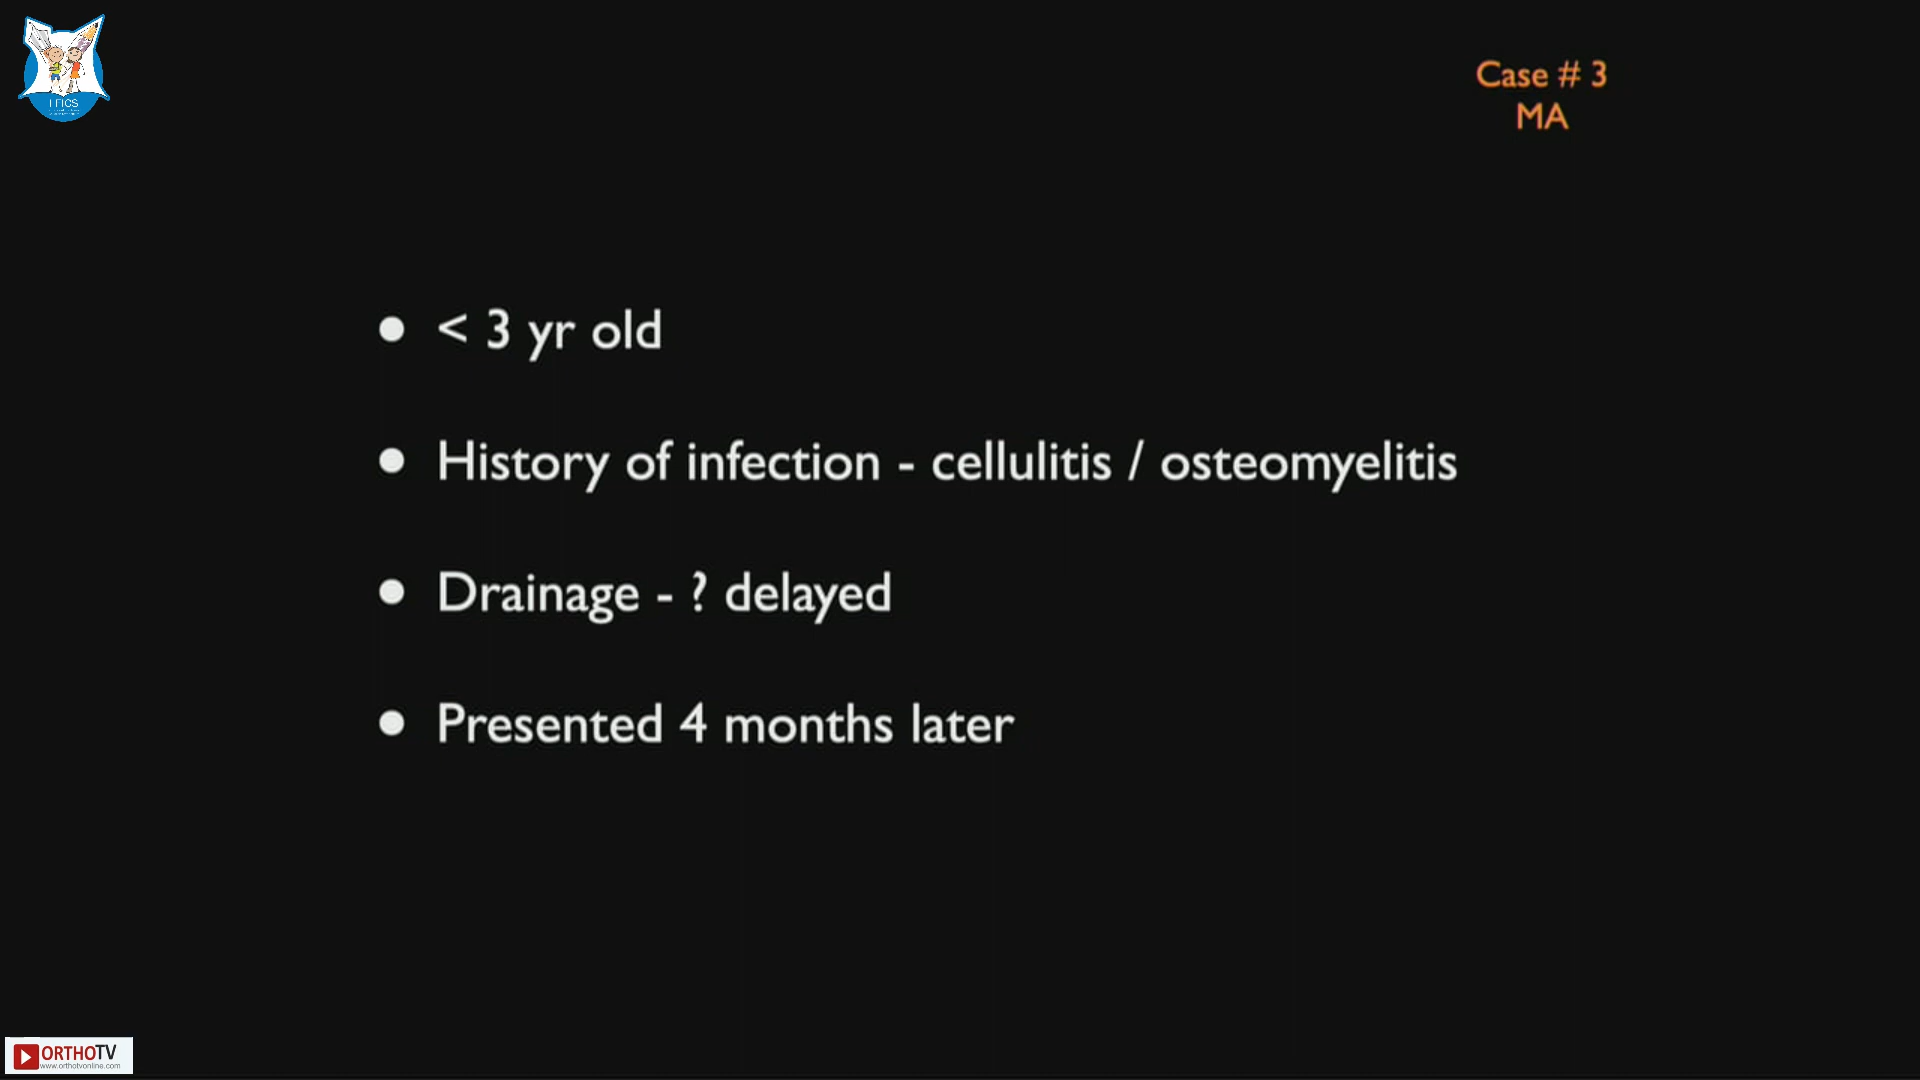 Case # 3
MA
• < 3 yr old
• History of infection - cellulitis / osteomyelitis
• Drainage - ? delayed
• Presented 4 months later
ORTHOTV
www.orthotvonline.com